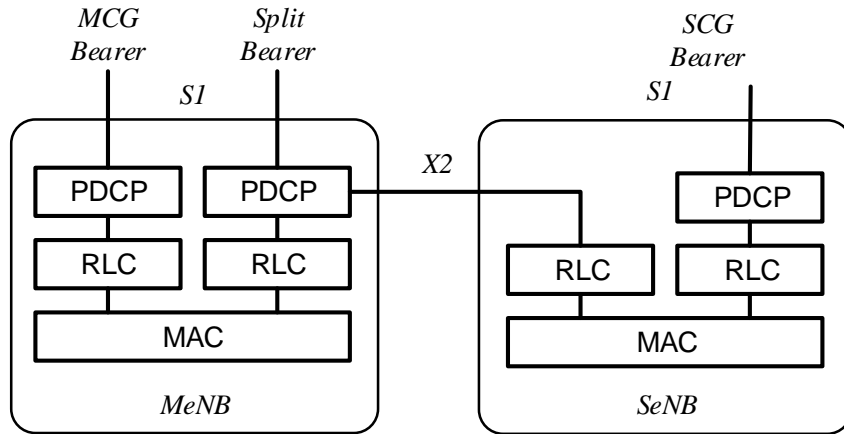 MCG
Bearer
Split
Bearer
SCG
Bearer
S1
S1
X2
PDCP
PDCP
PDCP
RLC
RLC
RLC
RLC
MAC
MAC
MeNB
SeNB